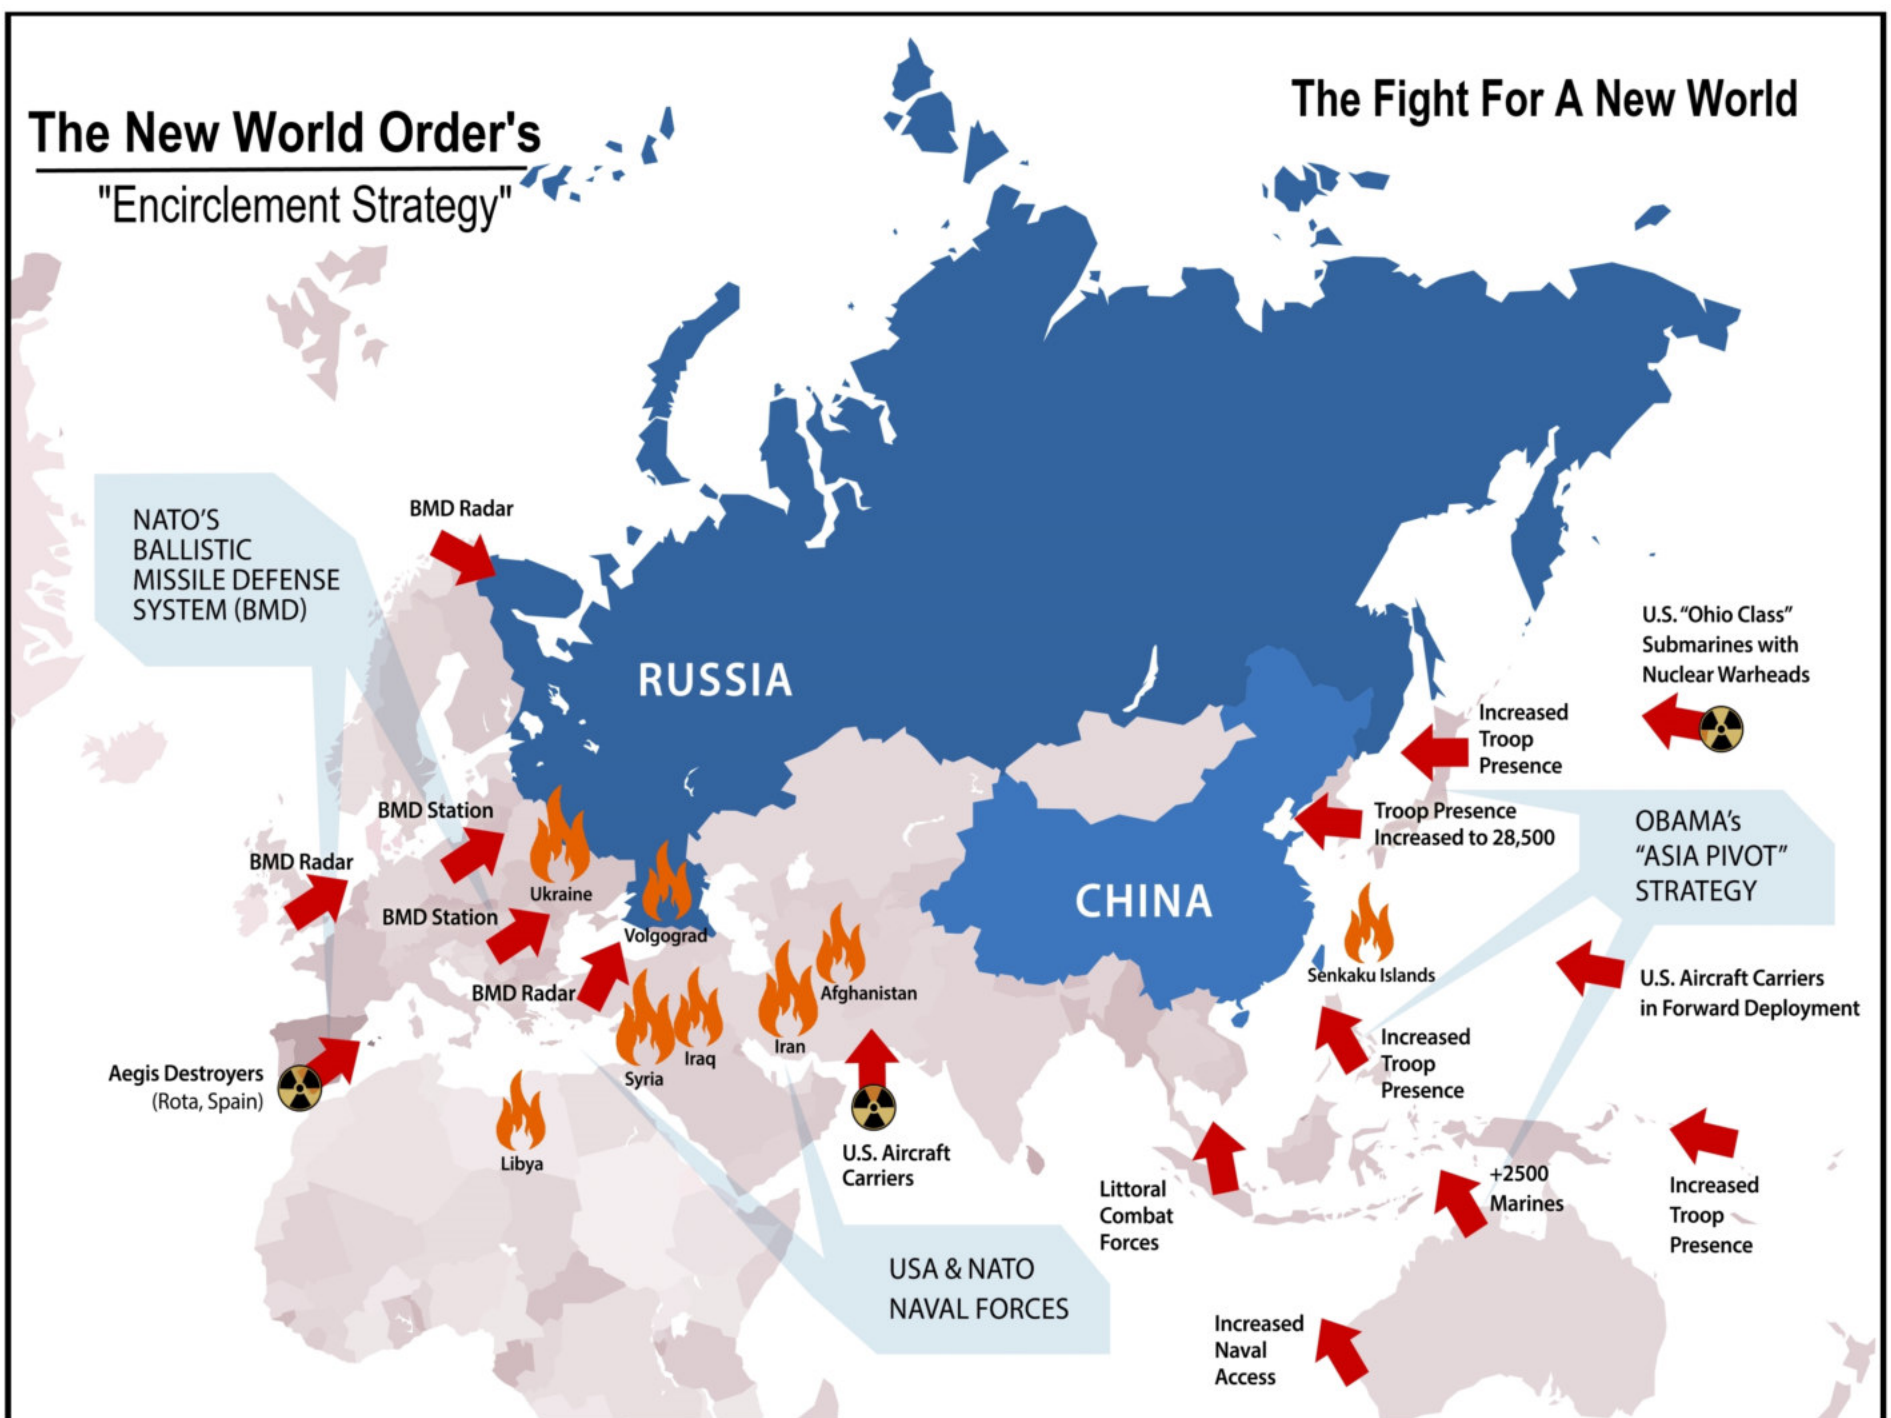 The New World Order's
"Encirclement Strategy"
The Fight For A New World
NATO'S
BALLISTIC
MISSILE DEFENSE
SYSTEM (BMD)
BMD Radar
RUSSIA
U.S. “Ohio Class”
Submarines with
Nuclear Warheads
Increased
Troop
Presence
BMD Station
Troop Presence
Increased to 28,500
OBAMA's
“ASIA PIVOT”
STRATEGY
BMD Radar
Ukraine
CHINA
BMD Station
Volgograd
Senkaku Islands
U.S. Aircraft Carriers
in Forward Deployment
BMD Radar
Afghanistan
Iran
Iraq
Syria
Increased
Troop
Presence
Aegis Destroyers
(Rota, Spain)
Libya
U.S. Aircraft
Carriers
Littoral
Combat
Forces
+2500
Marines
Increased
Troop
Presence
USA & NATO
NAVAL FORCES
Increased
Naval
Access